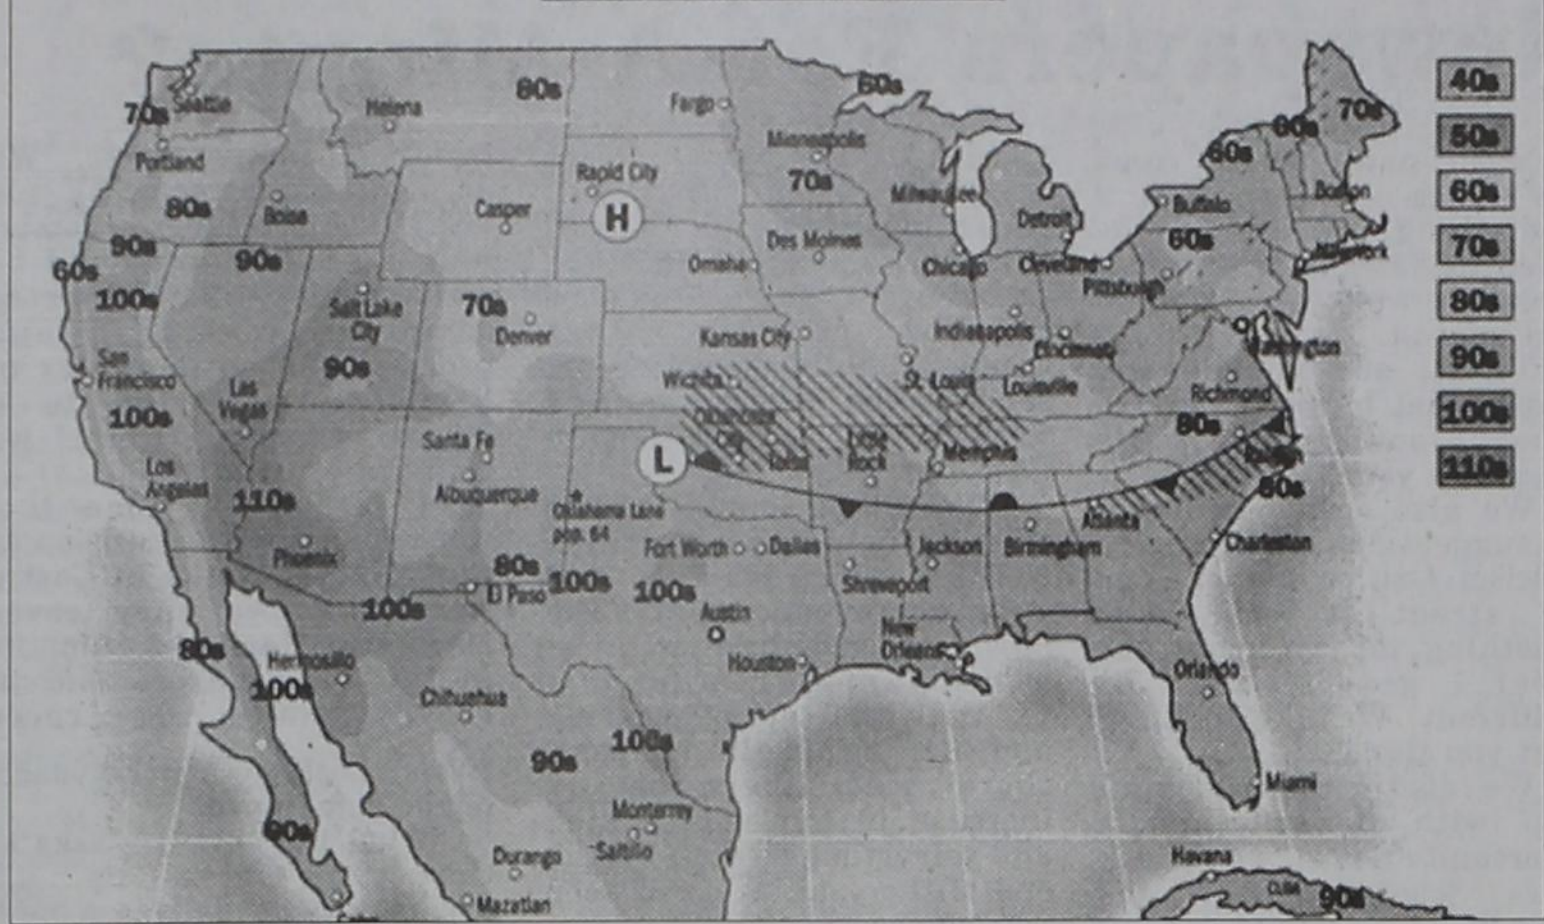 80s
60s
40s
70s
Seattle
Helena
Fargo
70s
80s
80s
50s
Minneapolis
Portland
Rapid City
70s
60s
Milwaukee
Boston
80s
Boise
Casper
H
Detroit
Buffalo
90s
Des Moines
60s
70s
60s
90s
Omaha
Chicago
Cleveland
New York
100s
Salt Lake
City
70s
Denver
Pittsburgh
80s
Kansas City
Indianapolis
Cincinnati
Washington
San
Francisco
90s
Wichita
St. Louis
Louisville
90s
Las
Vegas
Richmond
100s
Oklahoma
City
80s
100s
Santa Fe
L
Tulsa
Little
Rock
Memphis
Raleigh
110s
Los
Angeles
110s
Albuquerque
Oklahoma Lane
pop. 64
80s
Atlanta
Phoenix
Fort Worth
Dallas
Jackson
Birmingham
Charleston
80s
El Paso
100s
100s
Shreveport
100s
Austin
80s
Hermosillo
Houston
New
Orleans
Orlando
100s
Chihuahua
90s
100s
Miami
90s
Monterrey
Saltillo
Durango
Havana
Mazatlan
CUBA
90s